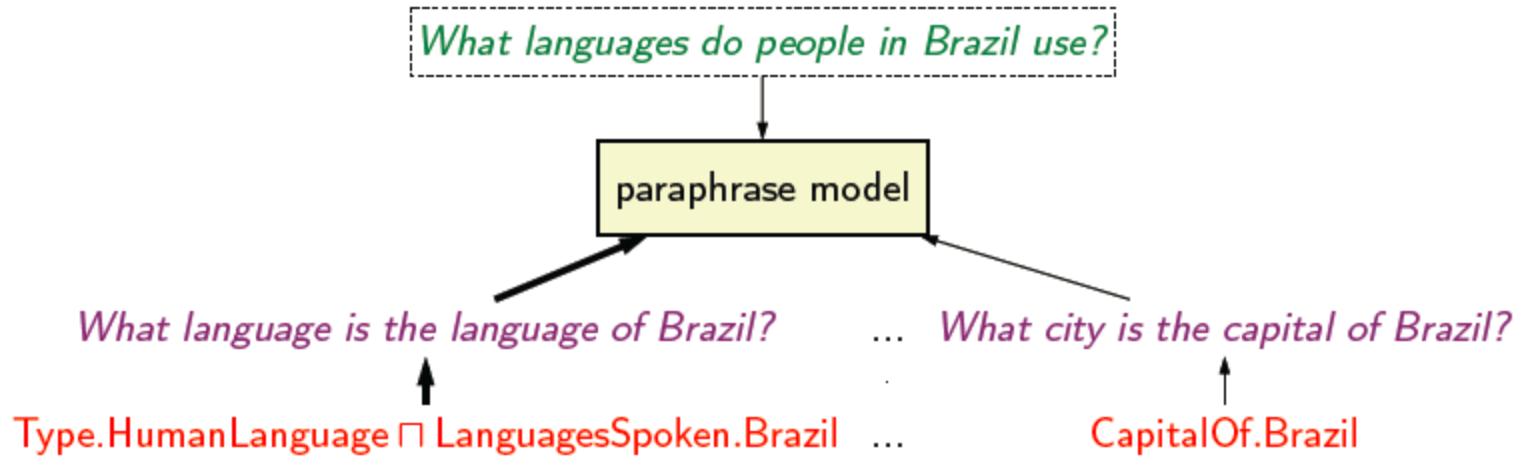 What languages do people in Brazil use?
paraphrase model
What language is the language of Brazil? ... What city is the capital of Brazil?
Type.HumanLanguage ⊓ LanguagesSpoken.Brazil ... CapitalOf.Brazil